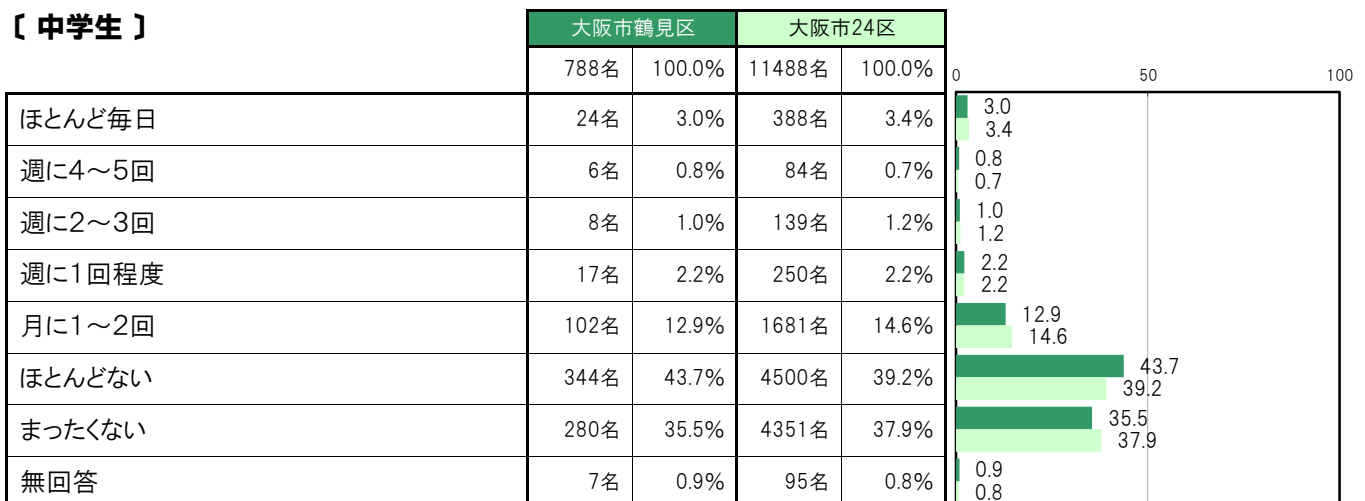 〔 中学生 〕
大阪市鶴見区 大阪市24区
788名 100.0% 11488名 100.0%
0 50 100
ほとんど毎日 24名 3.0% 388名 3.4%
3.0
3.4
週に4～5回 6名 0.8% 84名 0.7%
0.8
0.7
週に2～3回 8名 1.0% 139名 1.2%
1.0
1.2
週に1回程度 17名 2.2% 250名 2.2%
2.2
2.2
月に1～2回 102名 12.9% 1681名 14.6%
12.9
14.6
ほとんどない 344名 43.7% 4500名 39.2%
43.7
39.2
まったくない 280名 35.5% 4351名 37.9%
35.5
37.9
無回答 7名 0.9% 95名 0.8%
0.9
0.8